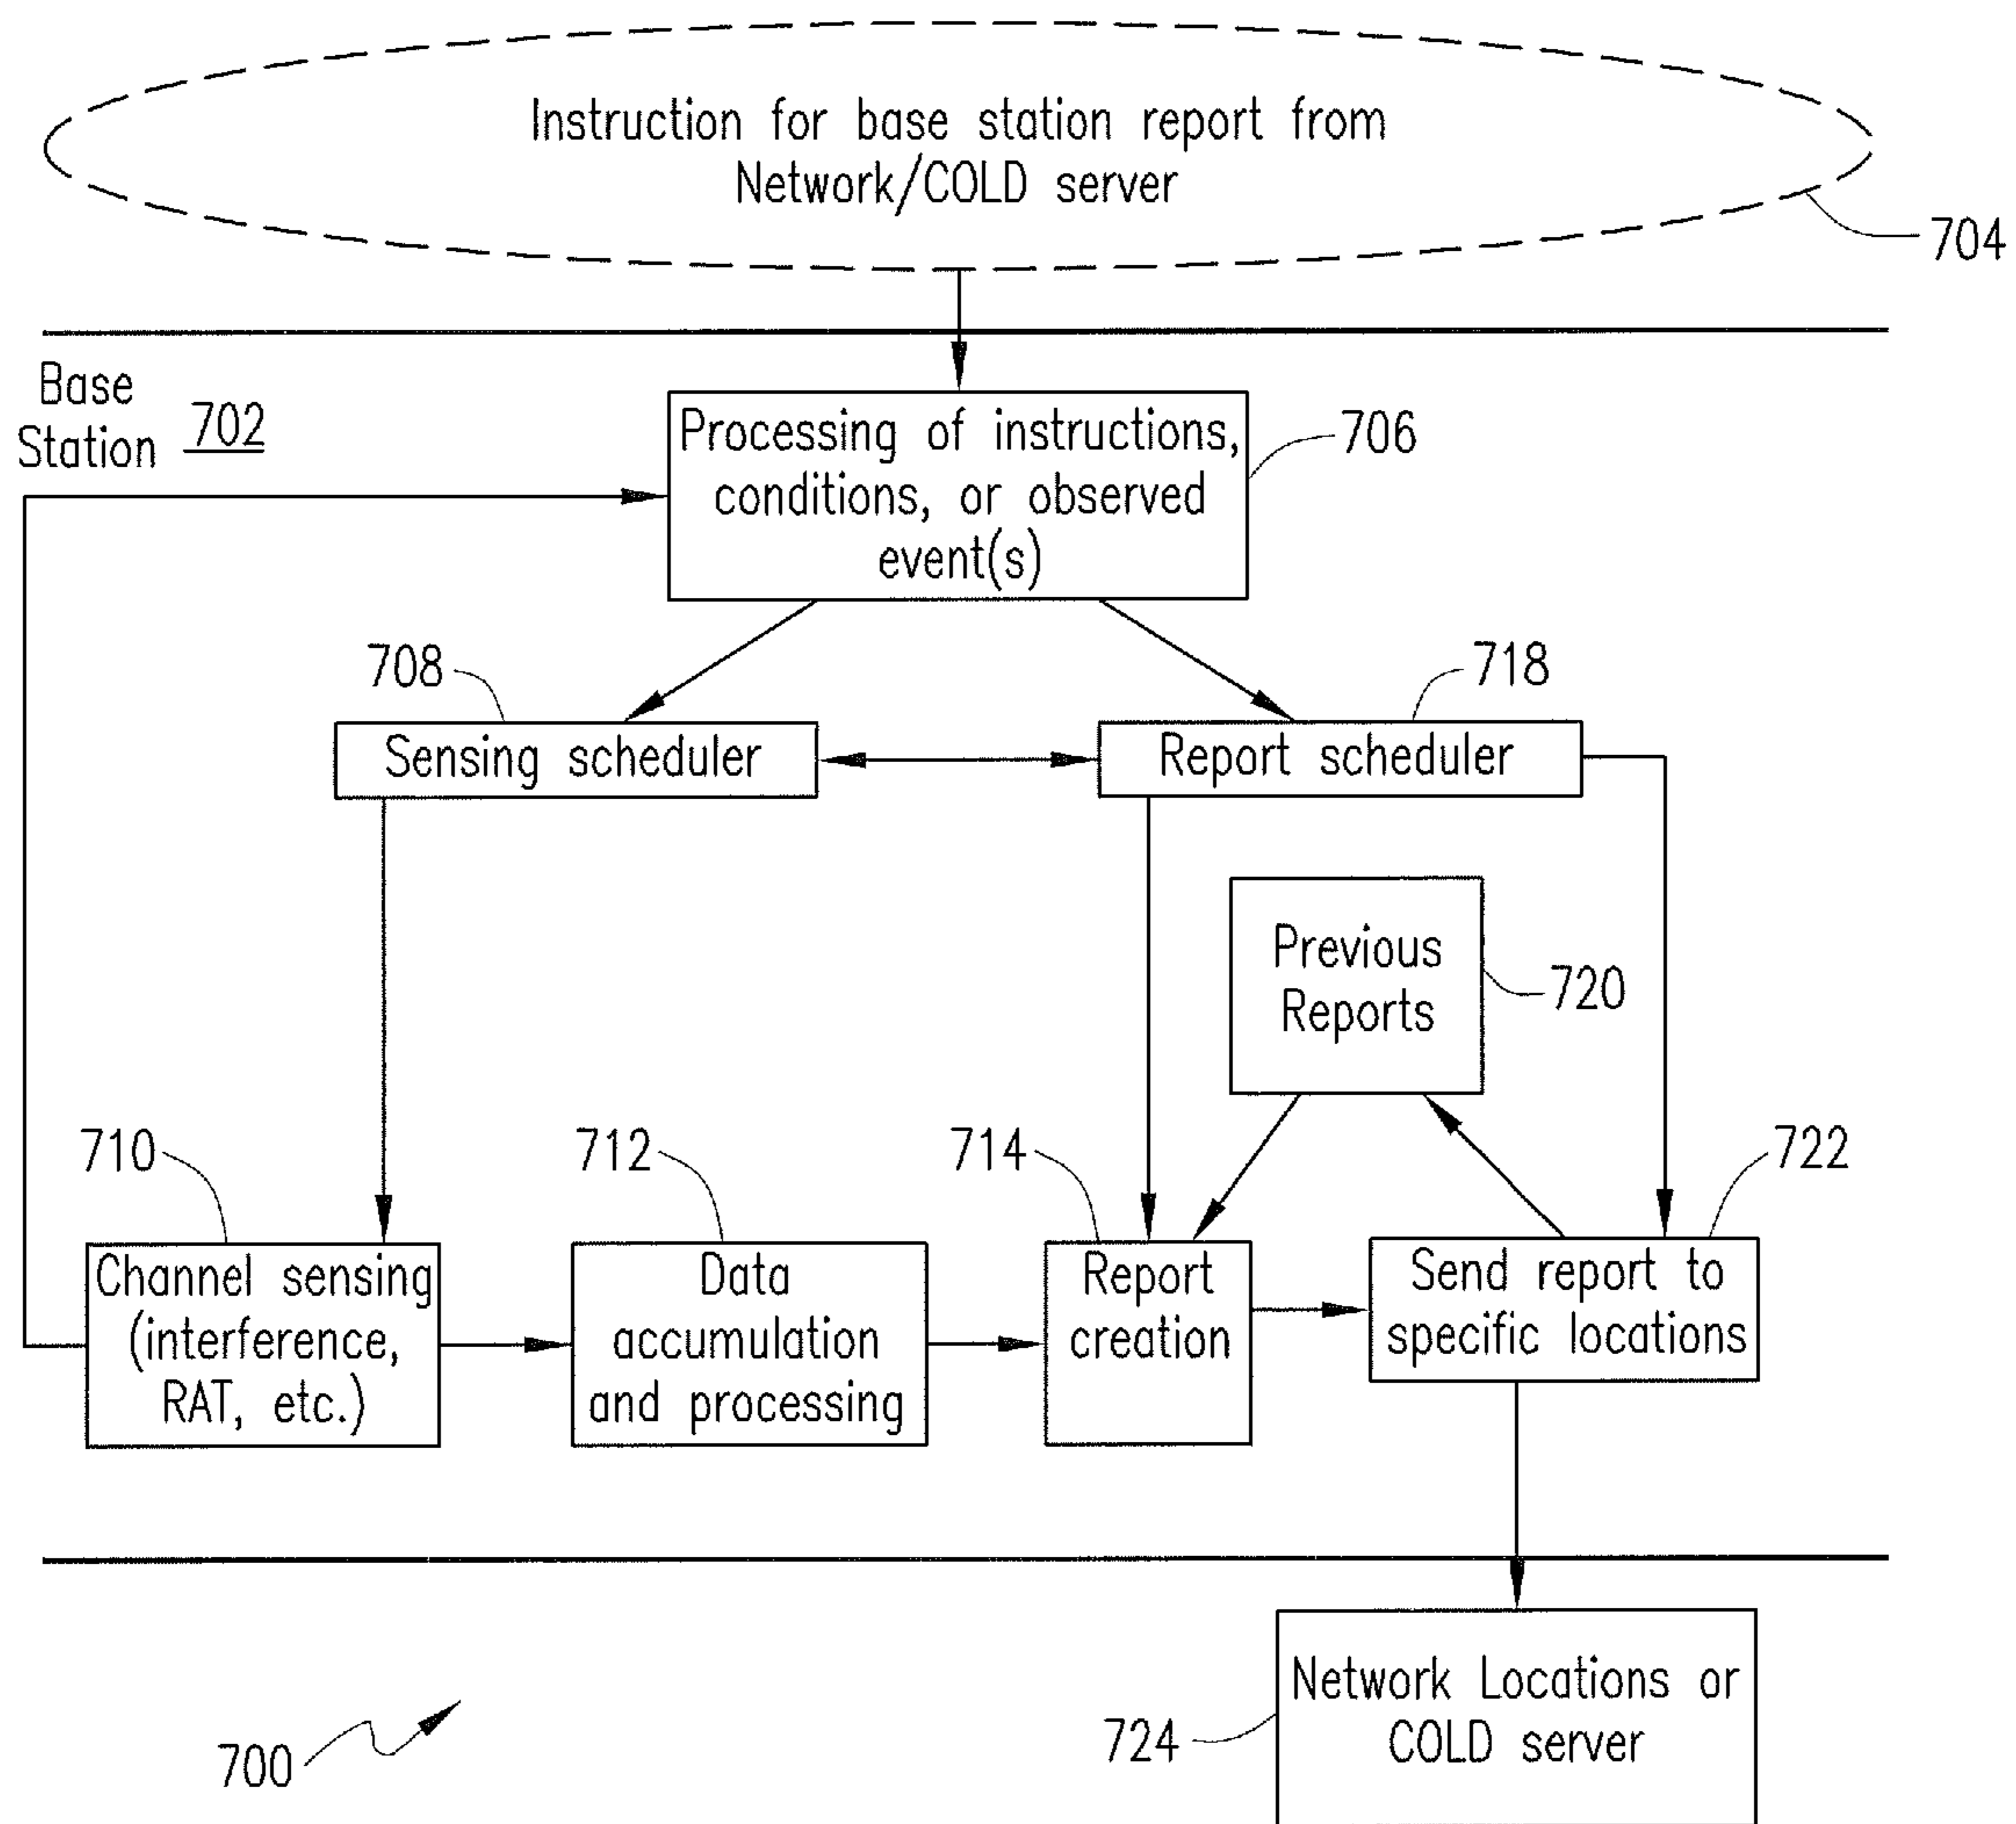 Instruction for base station report from
Network/COLD server
704
Base
Station 702
Processing of instructions,
conditions, or observed
event(s)
706
708
718
Sensing scheduler
Report scheduler
Previous
Reports
720
710
712
714
722
Channel sensing
(interference,
RAT, etc.)
Data
accumulation
and processing
Report
creation
Send report to
specific locations
Network Locations or
COLD server
724
700